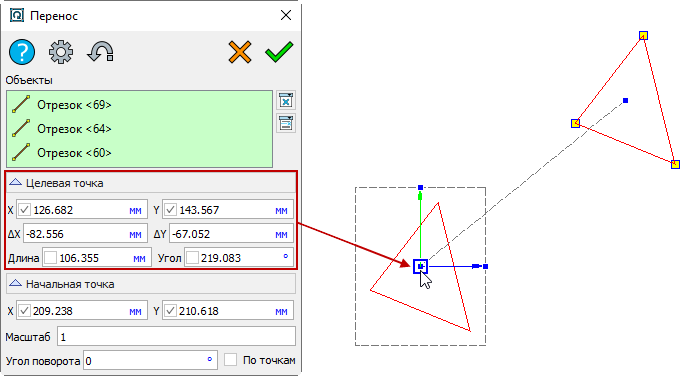 Перенос
Объекты
Отрезок <69>
Отрезок <64>
Отрезок <60>
Целевая точка
X 126.682 мм Y 143.567 мм
ΔX -82.556 мм ΔY -67.052 мм
Длина 106.355 мм Угол 219.083 °
Начальная точка
X 209.238 мм Y 210.618 мм
Масштаб 1
Угол поворота 0 ° По точкам